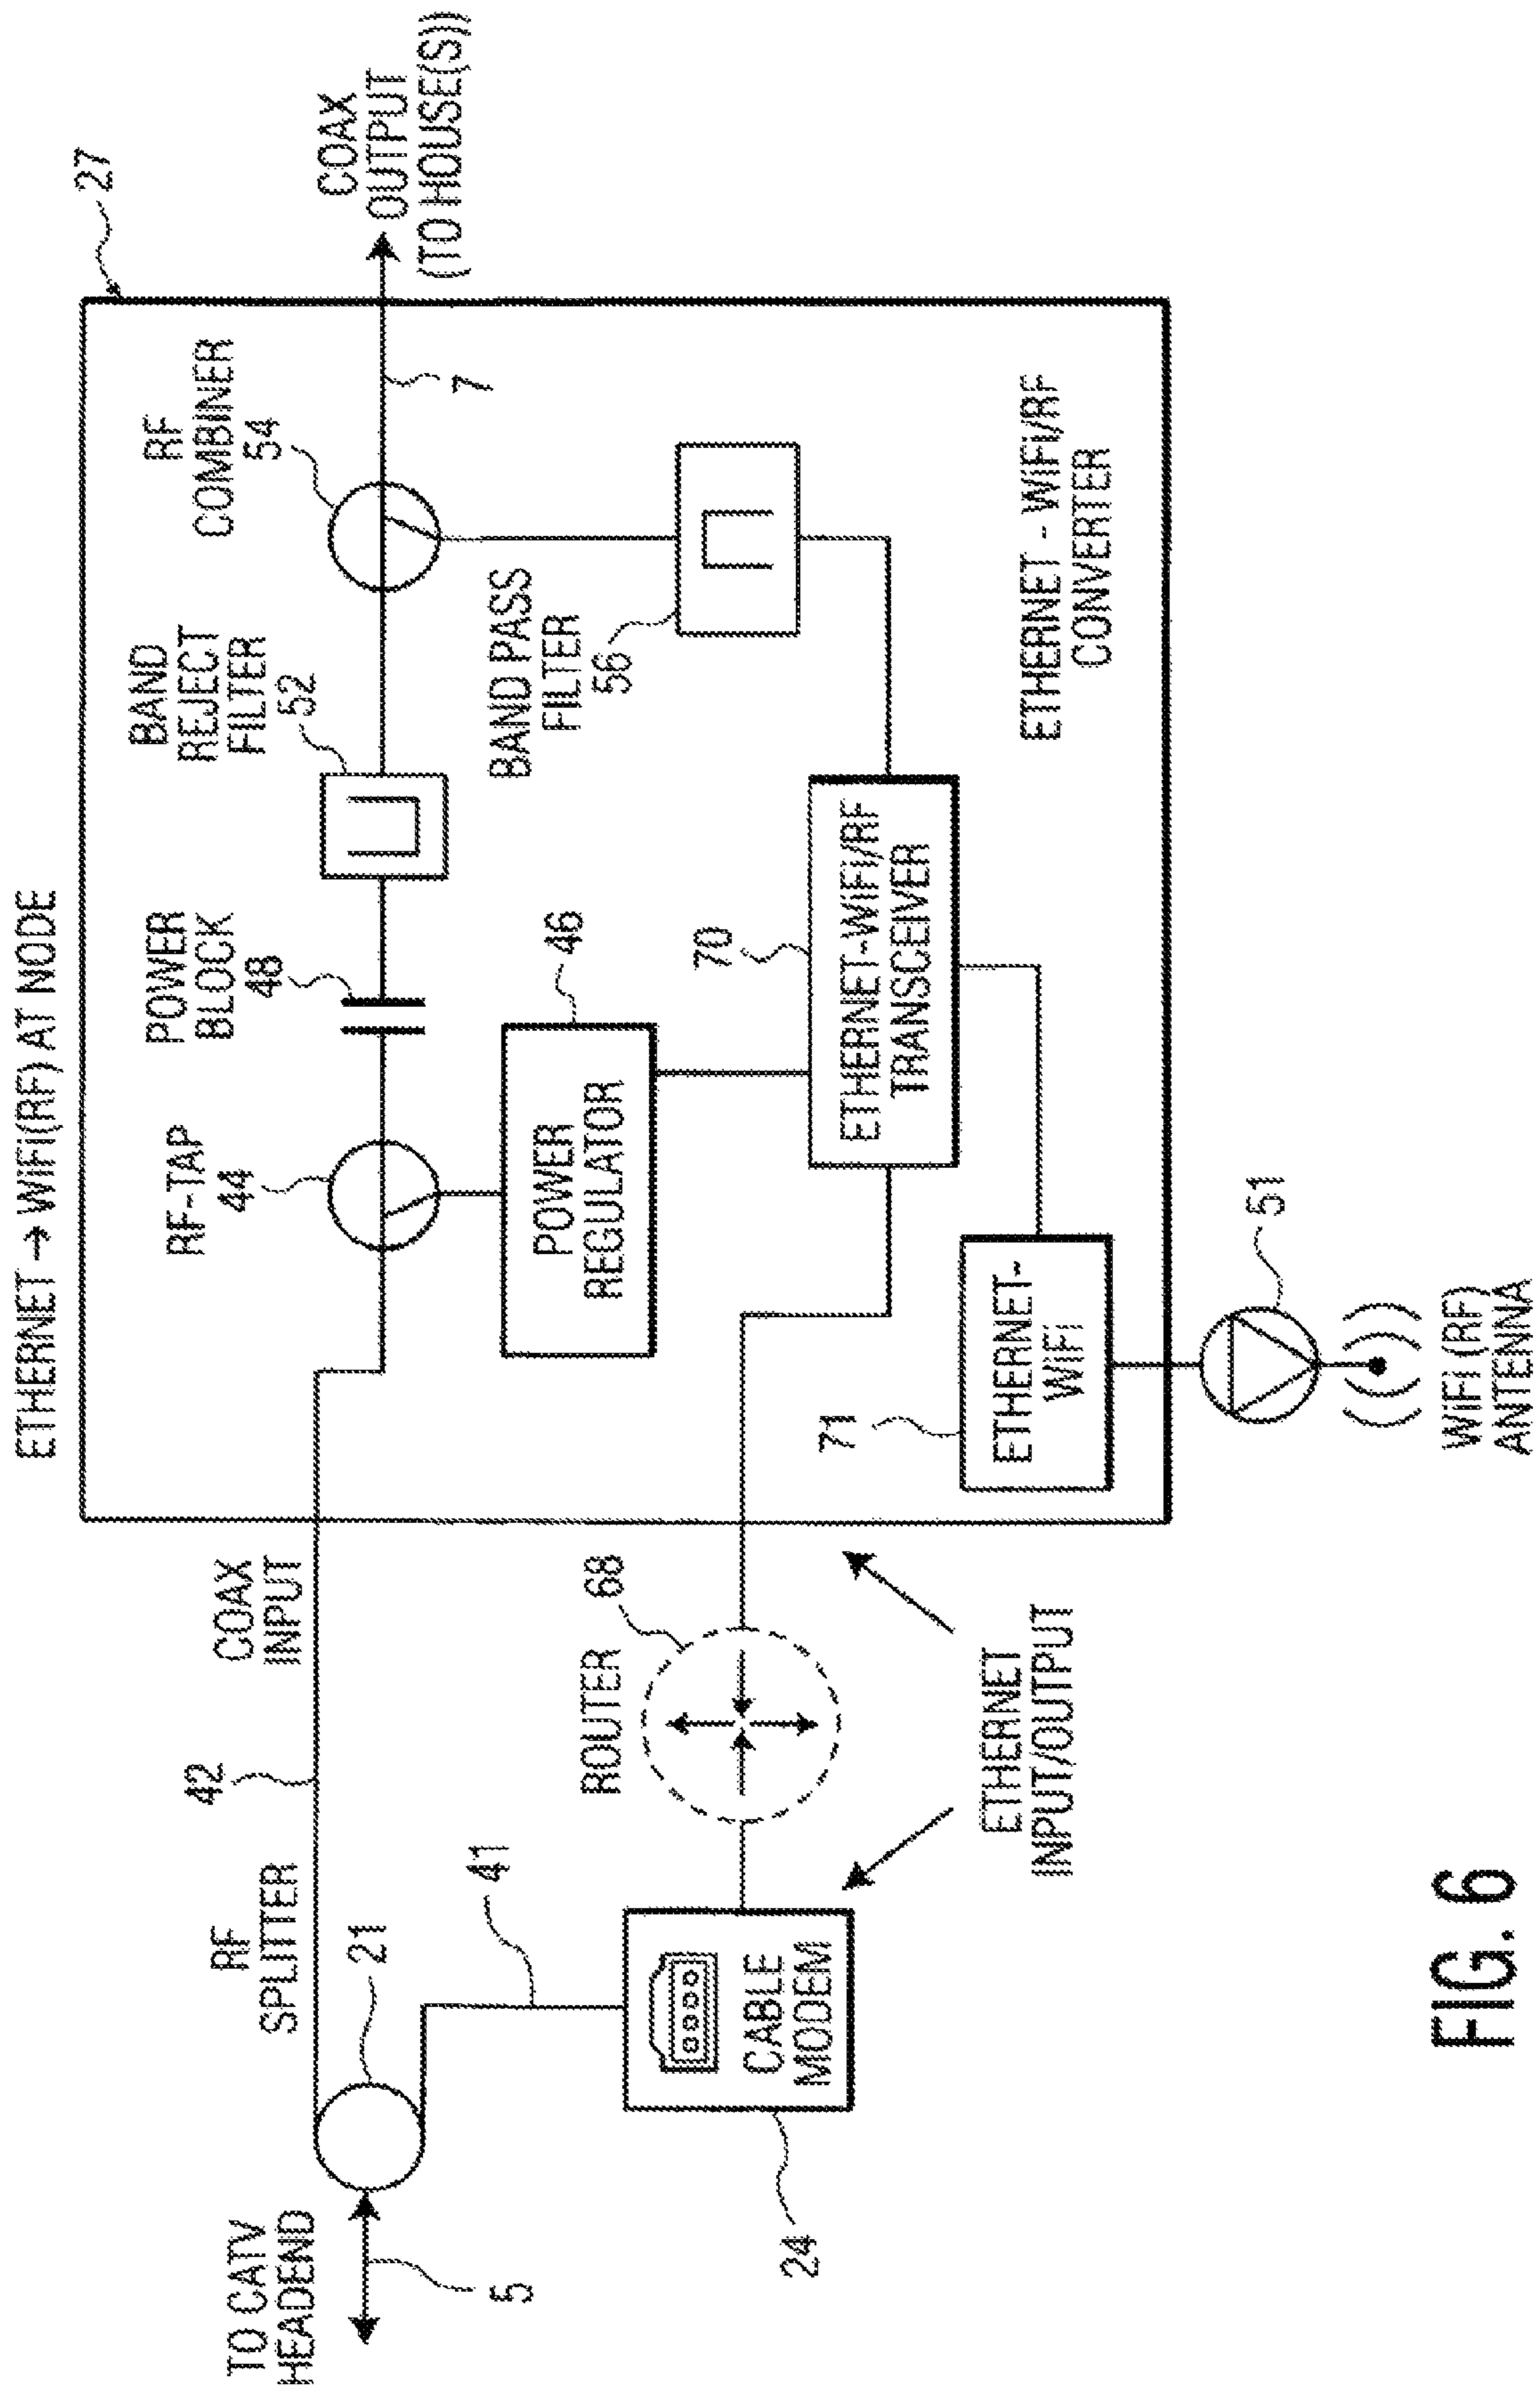 ETHERNET → WiFi(RF) AT NODE
27
TO CATV
HEADEND
5
RF
SPLITTER
21
42
COAX
INPUT
41
CABLE
MODEM
24
ROUTER
68
ETHERNET
INPUT/OUTPUT
RF-TAP
44
POWER
BLOCK
48
BAND
REJECT
FILTER
52
RF
COMBINER
54
7
COAX
OUTPUT
(TO HOUSE(S))
POWER
REGULATOR
46
BAND PASS
FILTER
56
70
ETHERNET-WiFi/RF
TRANSCEIVER
71
ETHERNET-
WiFi
ETHERNET - WiFi/RF
CONVERTER
51
WiFi (RF)
ANTENNA
FIG. 6